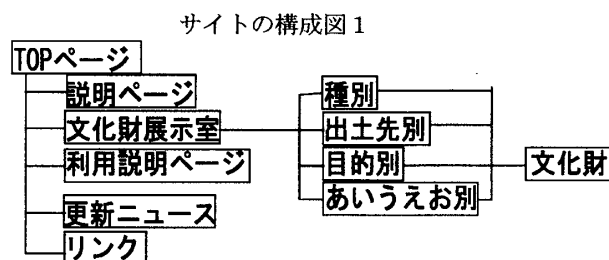 サイトの構成図1
TOPページ
説明ページ
文化財展示室
利用説明ページ
更新ニュース
リンク
種別
出土先別
目的別
あいうえお別
文化財